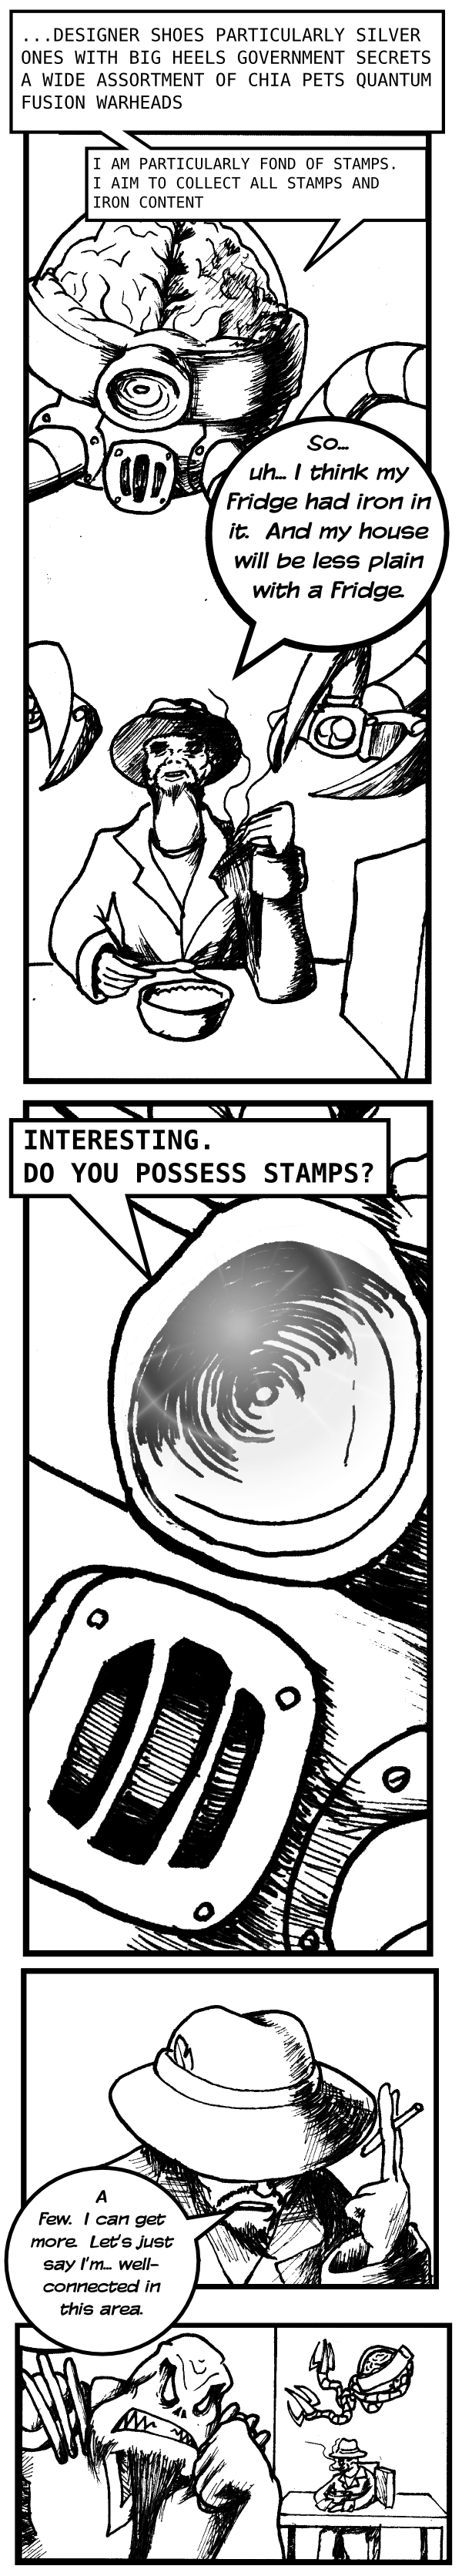 ...DESIGNER SHOES PARTICULARLY SILVER
ONES WITH BIG HEELS GOVERNMENT SECRETS
A WIDE ASSORTMENT OF CHIA PETS QUANTUM
FUSION WARHEADS
I AM PARTICULARLY FOND OF STAMPS.
I AIM TO COLLECT ALL STAMPS AND
IRON CONTENT
So...
uh... I think my
Fridge had iron in
it. And my house
will be less plain
with a Fridge.
INTERESTING.
DO YOU POSSESS STAMPS?
A
Few. I can get
more. Let's just
say I'm... well-
connected in
this area.